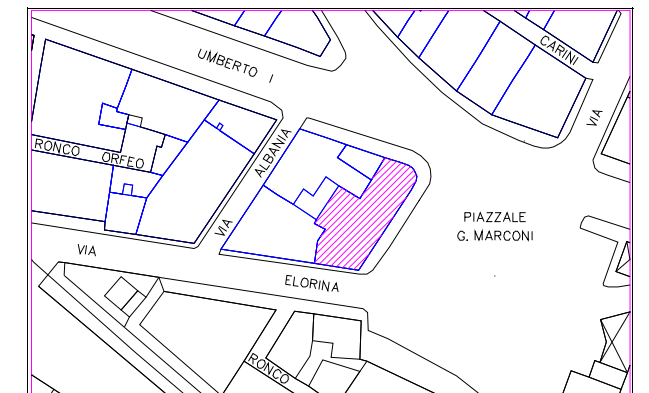 UMBERTO I
CARINI
VIA
ALBANIA
RONCO ORFEO
VIA
PIAZZALE
G. MARCONI
VIA
ELORINA
RONCO